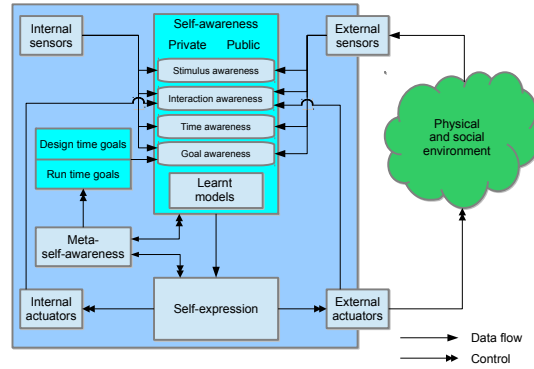 Internal
sensors
Self-awareness
Private Public
External
sensors
Stimulus awareness
Interaction awareness
Time awareness
Goal awareness
Design time goals
Run time goals
Learnt
models
Physical
and social
environment
Meta-
self-awareness
Internal
actuators
Self-expression
External
actuators
Data flow
Control